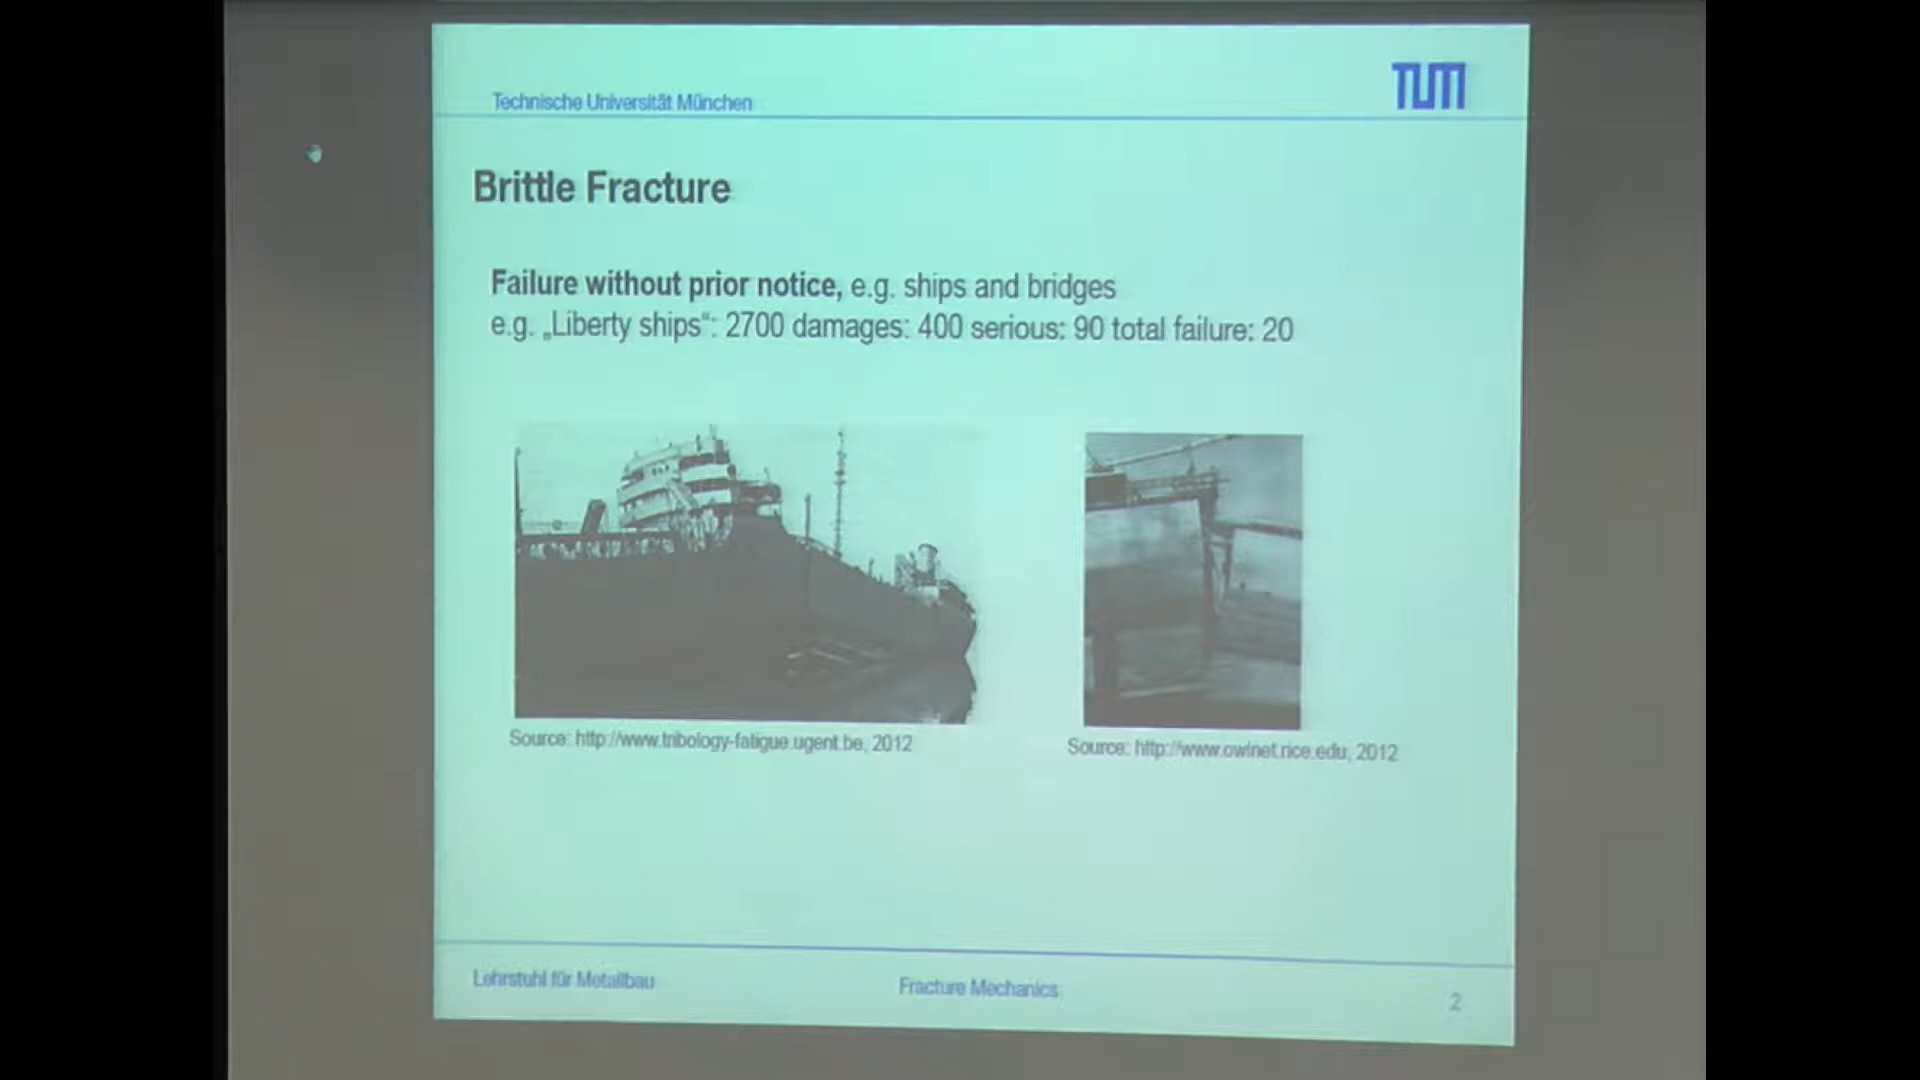 Technische Universität München
TUM
Brittle Fracture
Failure without prior notice, e.g. ships and bridges
e.g. „Liberty ships“: 2700 damages: 400 serious: 90 total failure: 20
Source: http://www.tribology-fatigue.ugent.be, 2012
Source: http://www.owlnet.rice.edu, 2012
Lehrstuhl für Metallbau
Fracture Mechanics
2